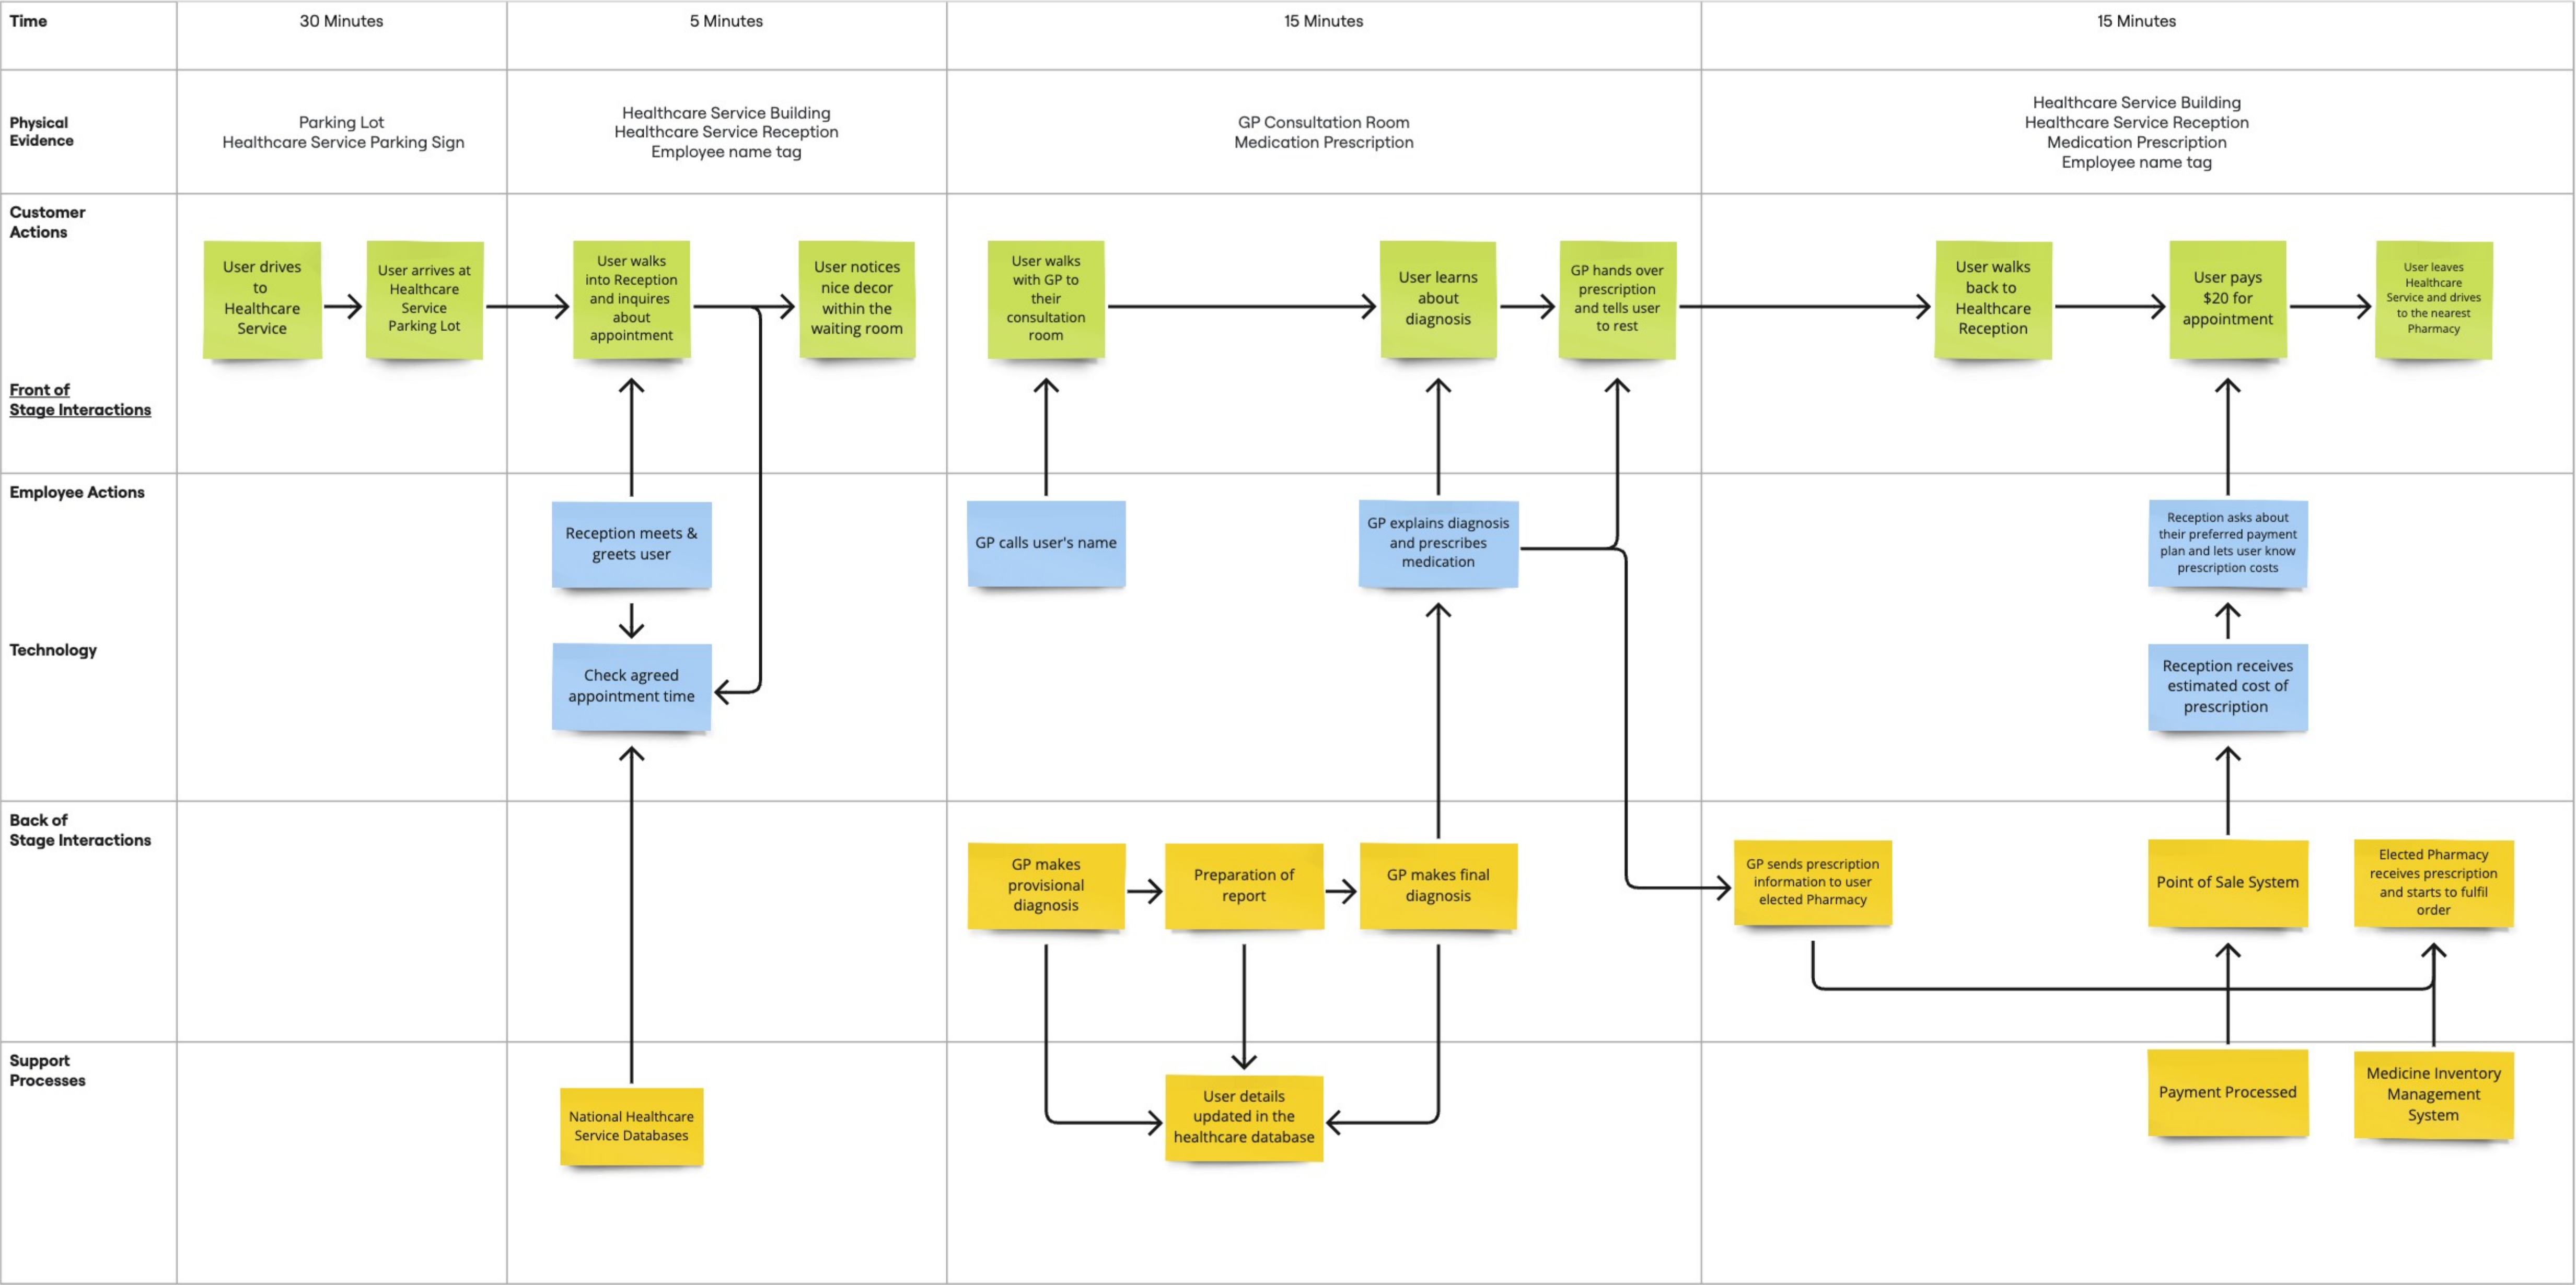 Time
30 Minutes
5 Minutes
15 Minutes
15 Minutes
Physical
Evidence
Parking Lot
Healthcare Service Parking Sign
Healthcare Service Building
Healthcare Service Reception
Employee name tag
GP Consultation Room
Medication Prescription
Healthcare Service Building
Healthcare Service Reception
Medication Prescription
Employee name tag
Customer
Actions
User drives
to
Healthcare
Service
User arrives at
Healthcare
Service
Parking Lot
User walks
into Reception
and inquires
about
appointment
User notices
nice decor
within the
waiting room
User walks
with GP to
their
consultation
room
User learns
about
diagnosis
GP hands over
prescription
and tells user
to rest
User walks
back to
Healthcare
Reception
User pays
$20 for
appointment
User leaves
Healthcare
Service and drives
to the nearest
Pharmacy
Front of
Stage Interactions
Employee Actions
Reception meets &
greets user
GP calls user's name
GP explains diagnosis
and prescribes
medication
Reception asks about
their preferred payment
plan and lets user know
prescription costs
Technology
Check agreed
appointment time
Reception receives
estimated cost of
prescription
Back of
Stage Interactions
GP makes
provisional
diagnosis
Preparation of
report
GP makes final
diagnosis
GP sends prescription
information to user
elected Pharmacy
Point of Sale System
Elected Pharmacy
receives prescription
and starts to fulfil
order
Support
Processes
National Healthcare
Service Databases
User details
updated in the
healthcare database
Payment Processed
Medicine Inventory
Management
System